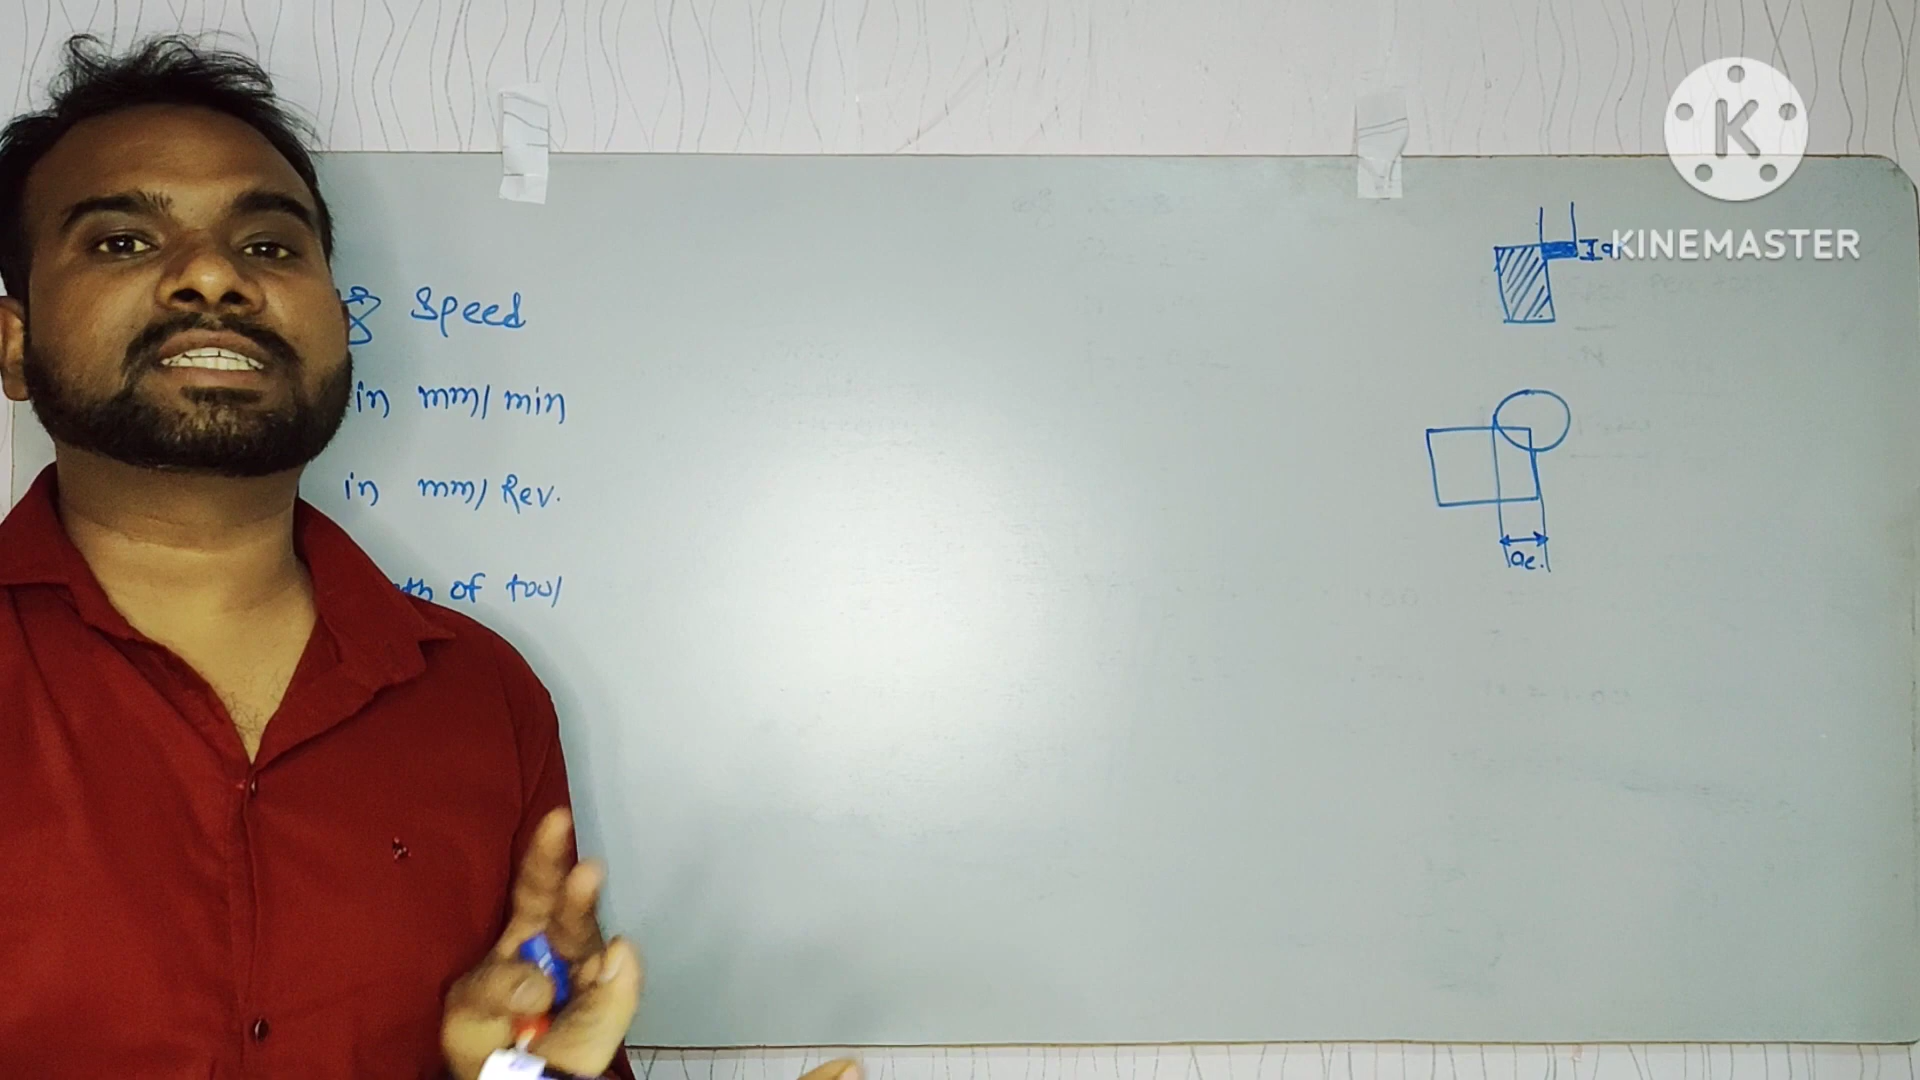 Speed
in mm/min
in mm/Rev.
of tool
ae.
K
KINEMASTER